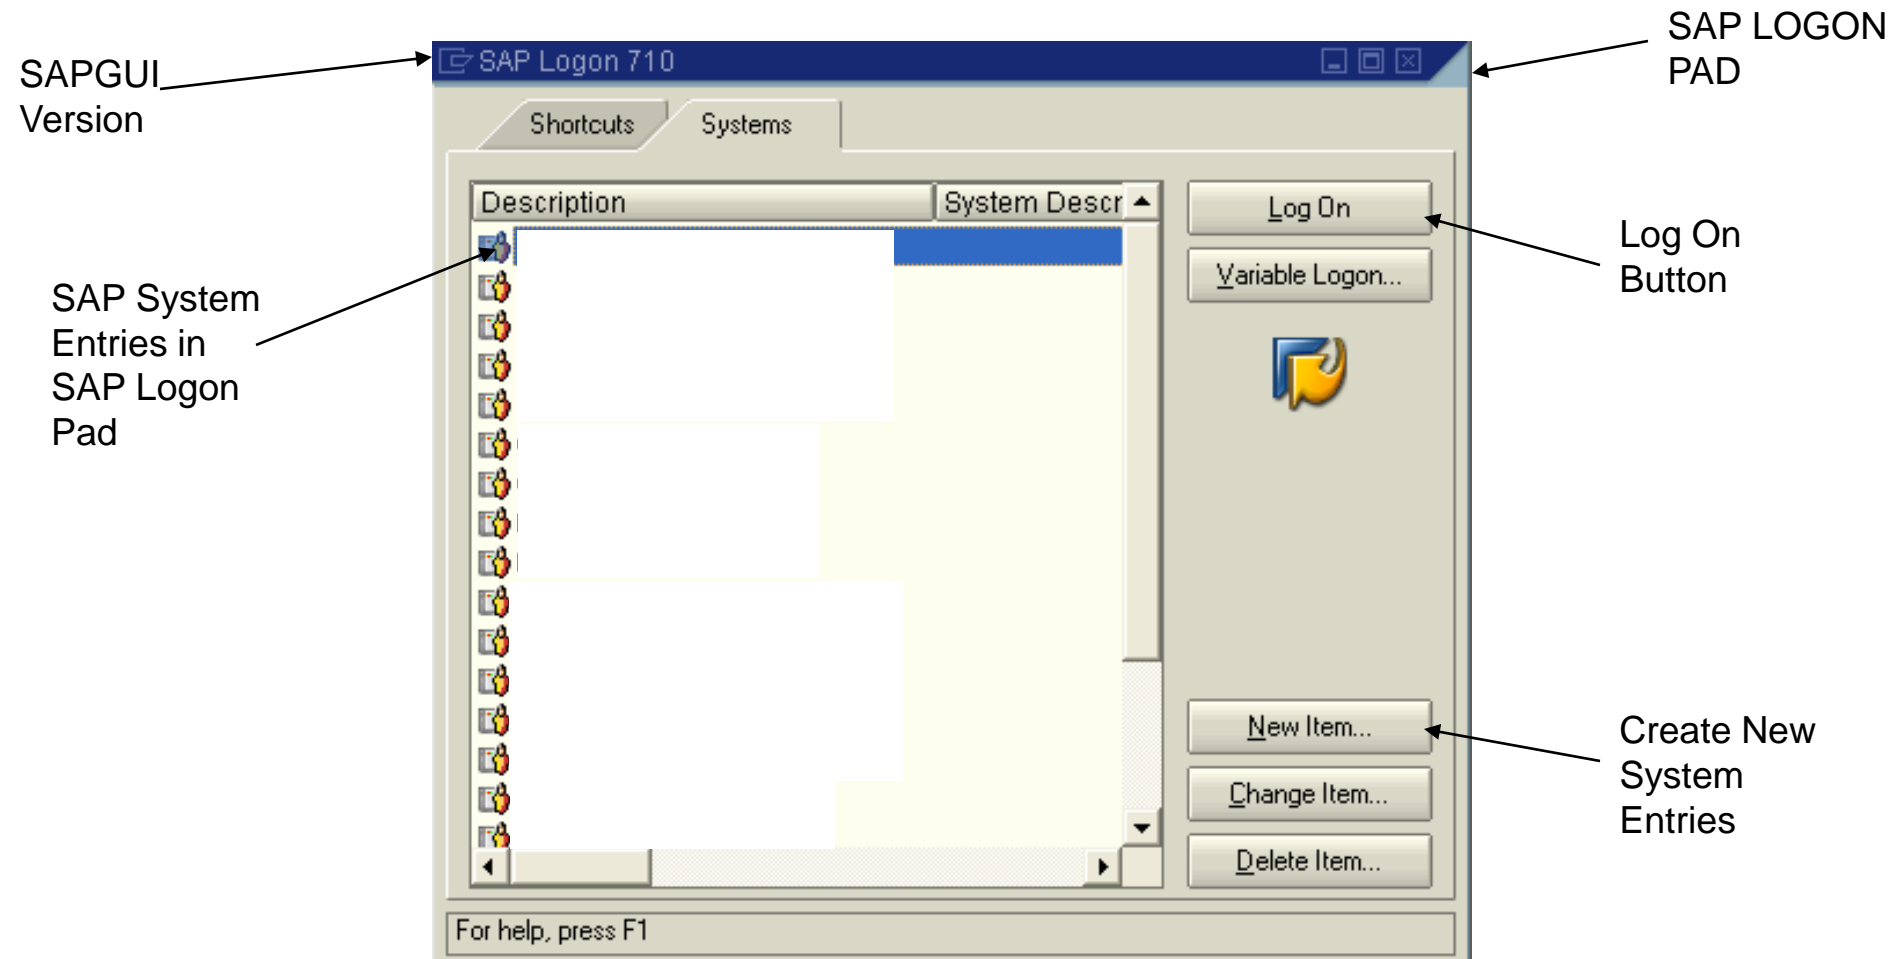 SAP LOGON
PAD
SAPGUI
Version
SAP Logon 710
Shortcuts
Systems
Description
System Descr
Log On
Variable Logon...
Log On
Button
SAP System
Entries in
SAP Logon
Pad
New Item...
Change Item...
Delete Item...
Create New
System
Entries
For help, press F1